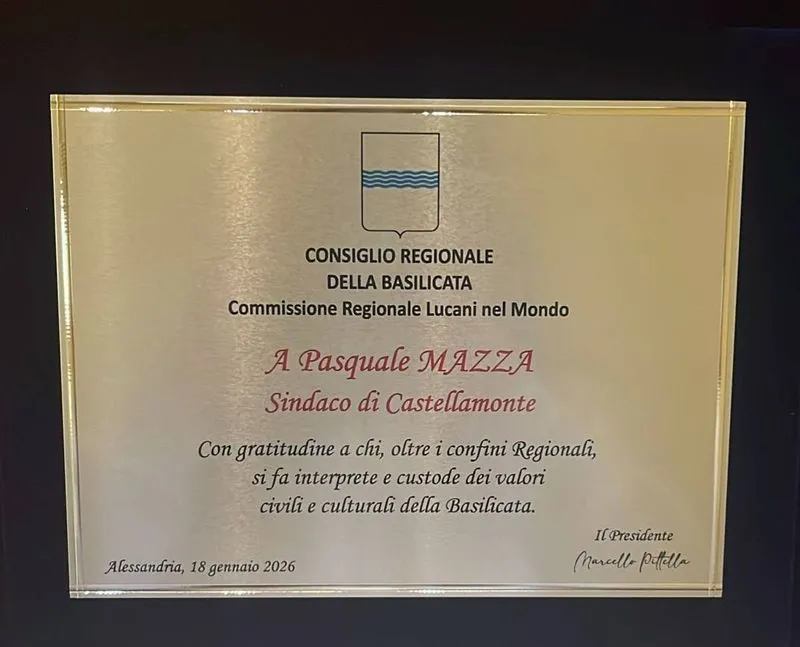 CONSIGLIO REGIONALE
DELLA BASILICATA
Commissione Regionale Lucani nel Mondo
A Pasquale MAZZA
Sindaco di Castellamonte
Con gratitudine a chi, oltre i confini Regionali,
si fa interprete e custode dei valori
civili e culturali della Basilicata.
Il Presidente
Alessandria, 18 gennaio 2026
Marcello Pittella